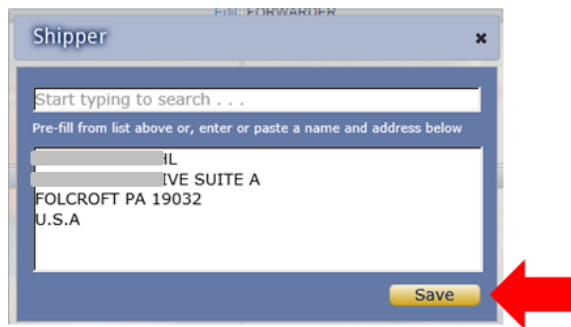 Edit FORWARDER
Shipper
Start typing to search . . .
Pre-fill from list above or, enter or paste a name and address below
HL
IVE SUITE A
FOLCROFT PA 19032
U.S.A
Save